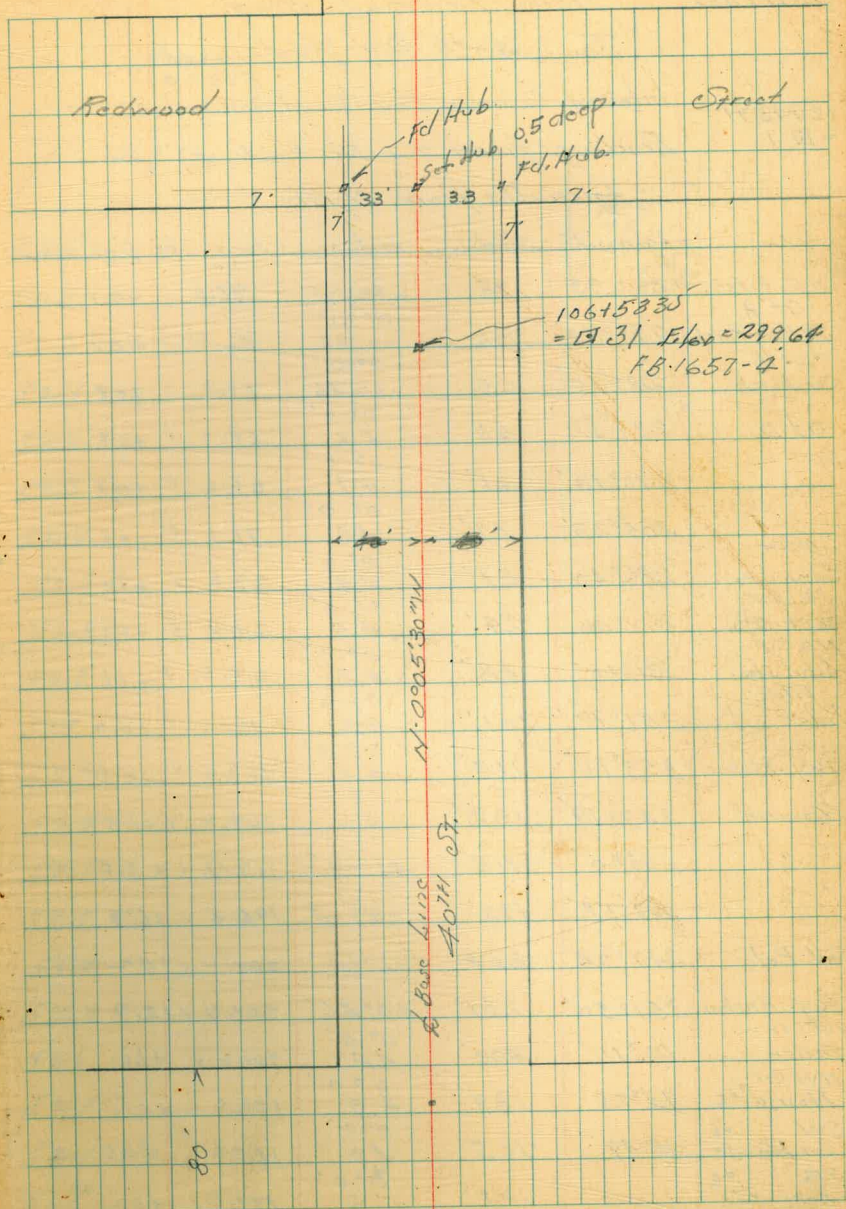 Redwood Street
Fd Hub
Set Hub 0.5 deep.
Fd. Hub.
7' 33' 33 7'
7' 7'
106+58.35
= ⊡ 31 Elev = 299.64
FB. 1657-4
N. 0°05'30"W
Base Line
40TH ST.
80'